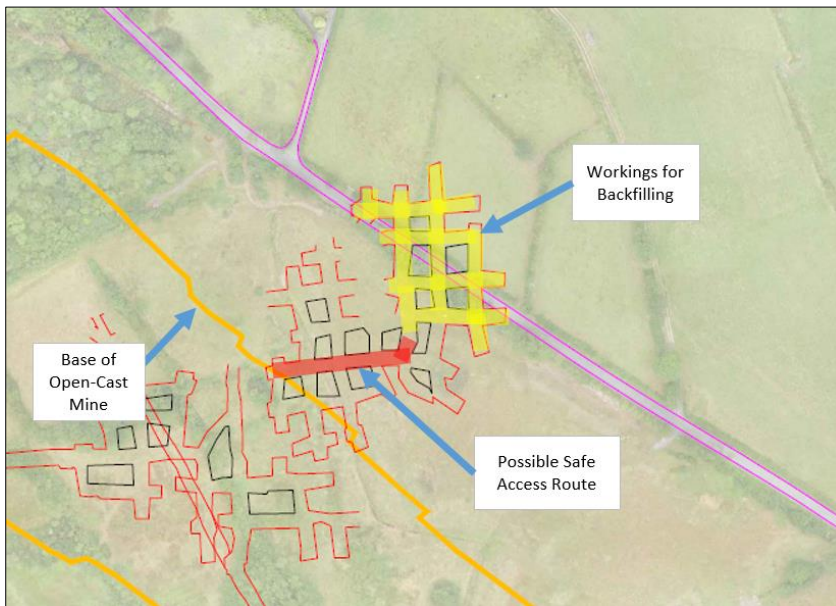 Workings for
Backfilling
Base of
Open-Cast
Mine
Possible Safe
Access Route